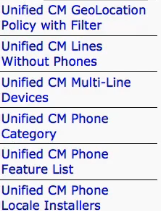 Unified CM GeoLocation
Policy with Filter
Unified CM Lines
Without Phones
Unified CM Multi-Line
Devices
Unified CM Phone
Category
Unified CM Phone
Feature List
Unified CM Phone
Locale Installers